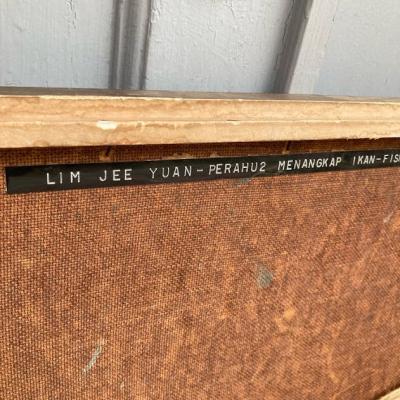 LIM JEE YUAN-PERAHU2 MENANGKAP IKAN-FIS